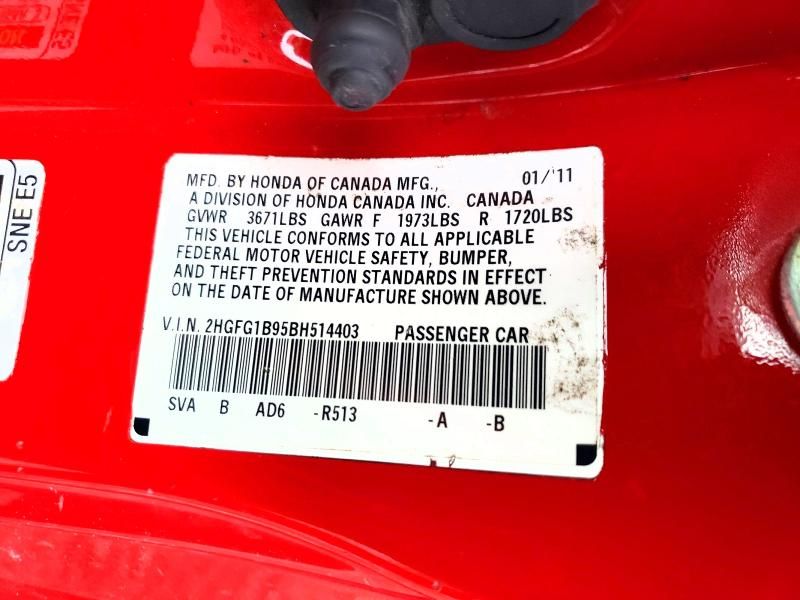 MFD. BY HONDA OF CANADA MFG., 01/'11
A DIVISION OF HONDA CANADA INC. CANADA
GVWR 3671LBS GAWR F 1973LBS R 1720LBS
THIS VEHICLE CONFORMS TO ALL APPLICABLE
FEDERAL MOTOR VEHICLE SAFETY, BUMPER,
AND THEFT PREVENTION STANDARDS IN EFFECT
ON THE DATE OF MANUFACTURE SHOWN ABOVE.
V.I.N. 2HGFG1B95BH514403 PASSENGER CAR
SVA B AD6 -R513 -A -B
SNE E5